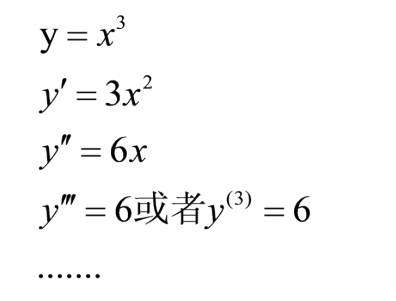 y = x³
y′ = 3x²
y″ = 6x
y‴ = 6或者y⁽³⁾ = 6
.......